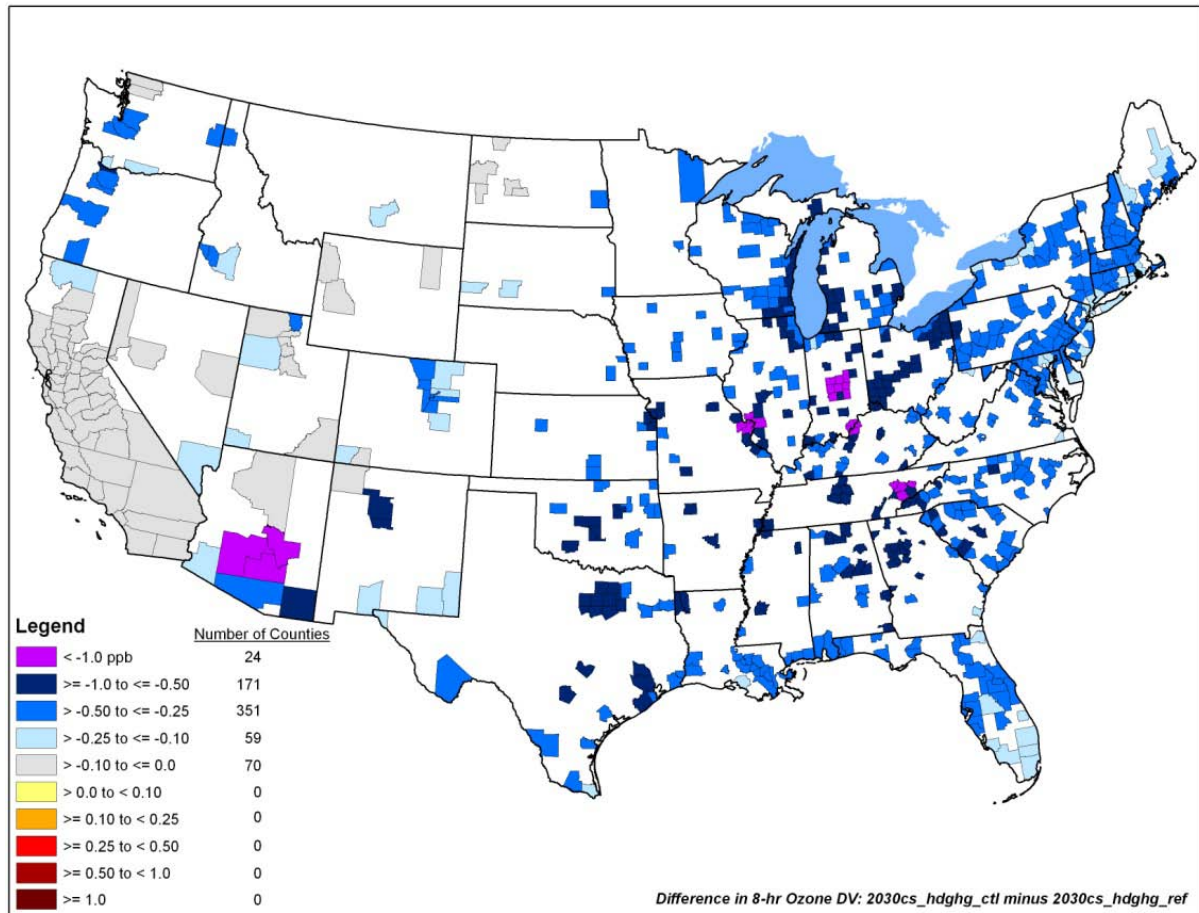 Legend
Number of Counties
< -1.0 ppb 24
>= -1.0 to <= -0.50 171
> -0.50 to <= -0.25 351
> -0.25 to <= -0.10 59
> -0.10 to <= 0.0 70
> 0.0 to < 0.10 0
>= 0.10 to < 0.25 0
>= 0.25 to < 0.50 0
>= 0.50 to < 1.0 0
>= 1.0 0
Difference in 8-hr Ozone DV: 2030cs_hdghg_ctl minus 2030cs_hdghg_ref